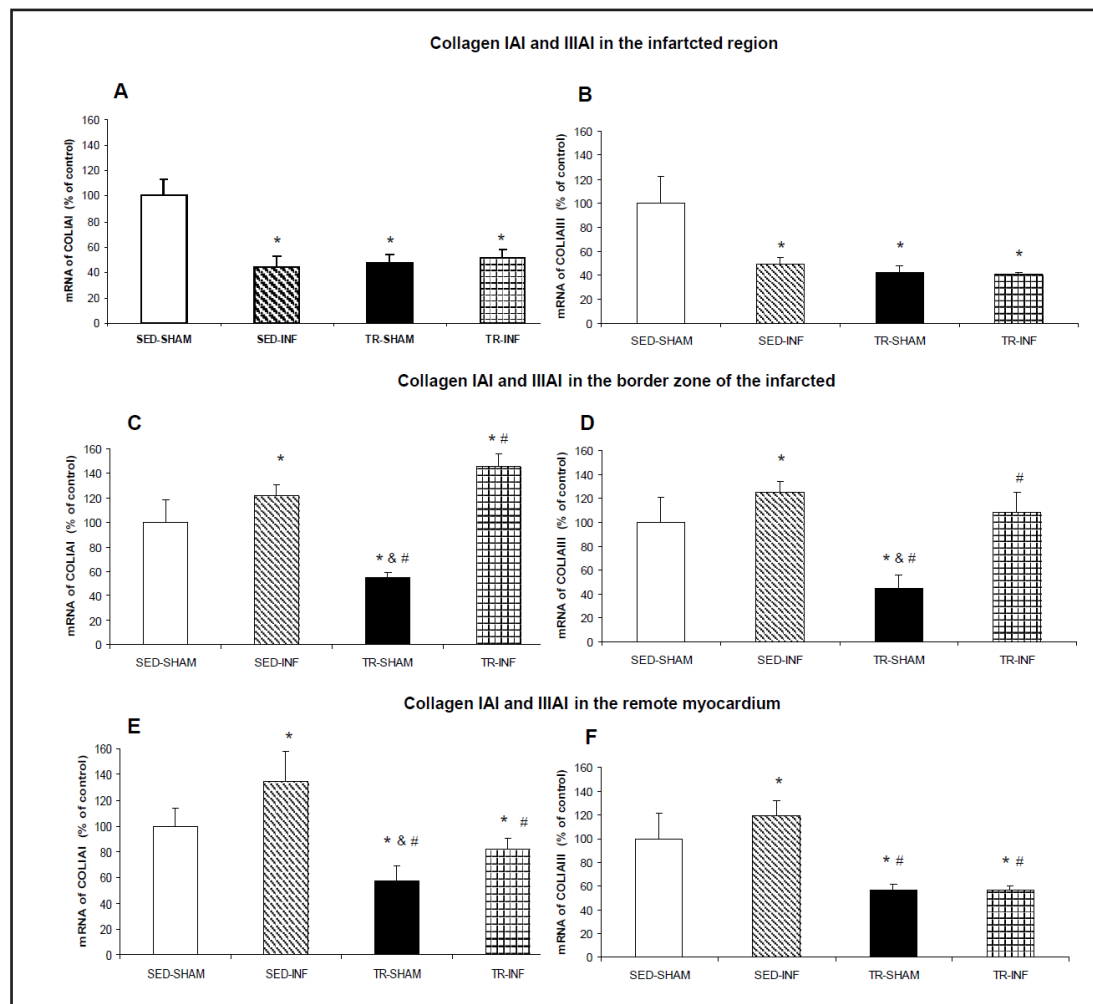 Collagen IAI and IIIAI in the infartcted region
A
B
mRNA of COLIAI (% of control)
160
140
120
100
80
60
40
20
0
*
*
*
SED-SHAM
SED-INF
TR-SHAM
TR-INF
mRNA of COLIAIII (% of control)
160
140
120
100
80
60
40
20
0
*
*
*
SED-SHAM
SED-INF
TR-SHAM
TR-INF
Collagen IAI and IIIAI in the border zone of the infarcted
C
D
mRNA of COLIAI (% of control)
160
140
120
100
80
60
40
20
0
*
* & #
* #
SED-SHAM
SED-INF
TR-SHAM
TR-INF
mRNA of COLIAIII (% of control)
160
140
120
100
80
60
40
20
0
*
* & #
#
SED-SHAM
SED-INF
TR-SHAM
TR-INF
Collagen IAI and IIIAI in the remote myocardium
E
F
mRNA of COLIAI (% of control)
160
140
120
100
80
60
40
20
0
*
* & #
* #
SED-SHAM
SED-INF
TR-SHAM
TR-INF
mRNA of COLIAIII (% of control)
160
140
120
100
80
60
40
20
0
*
* #
* #
SED-SHAM
SED-INF
TR-SHAM
TR-INF